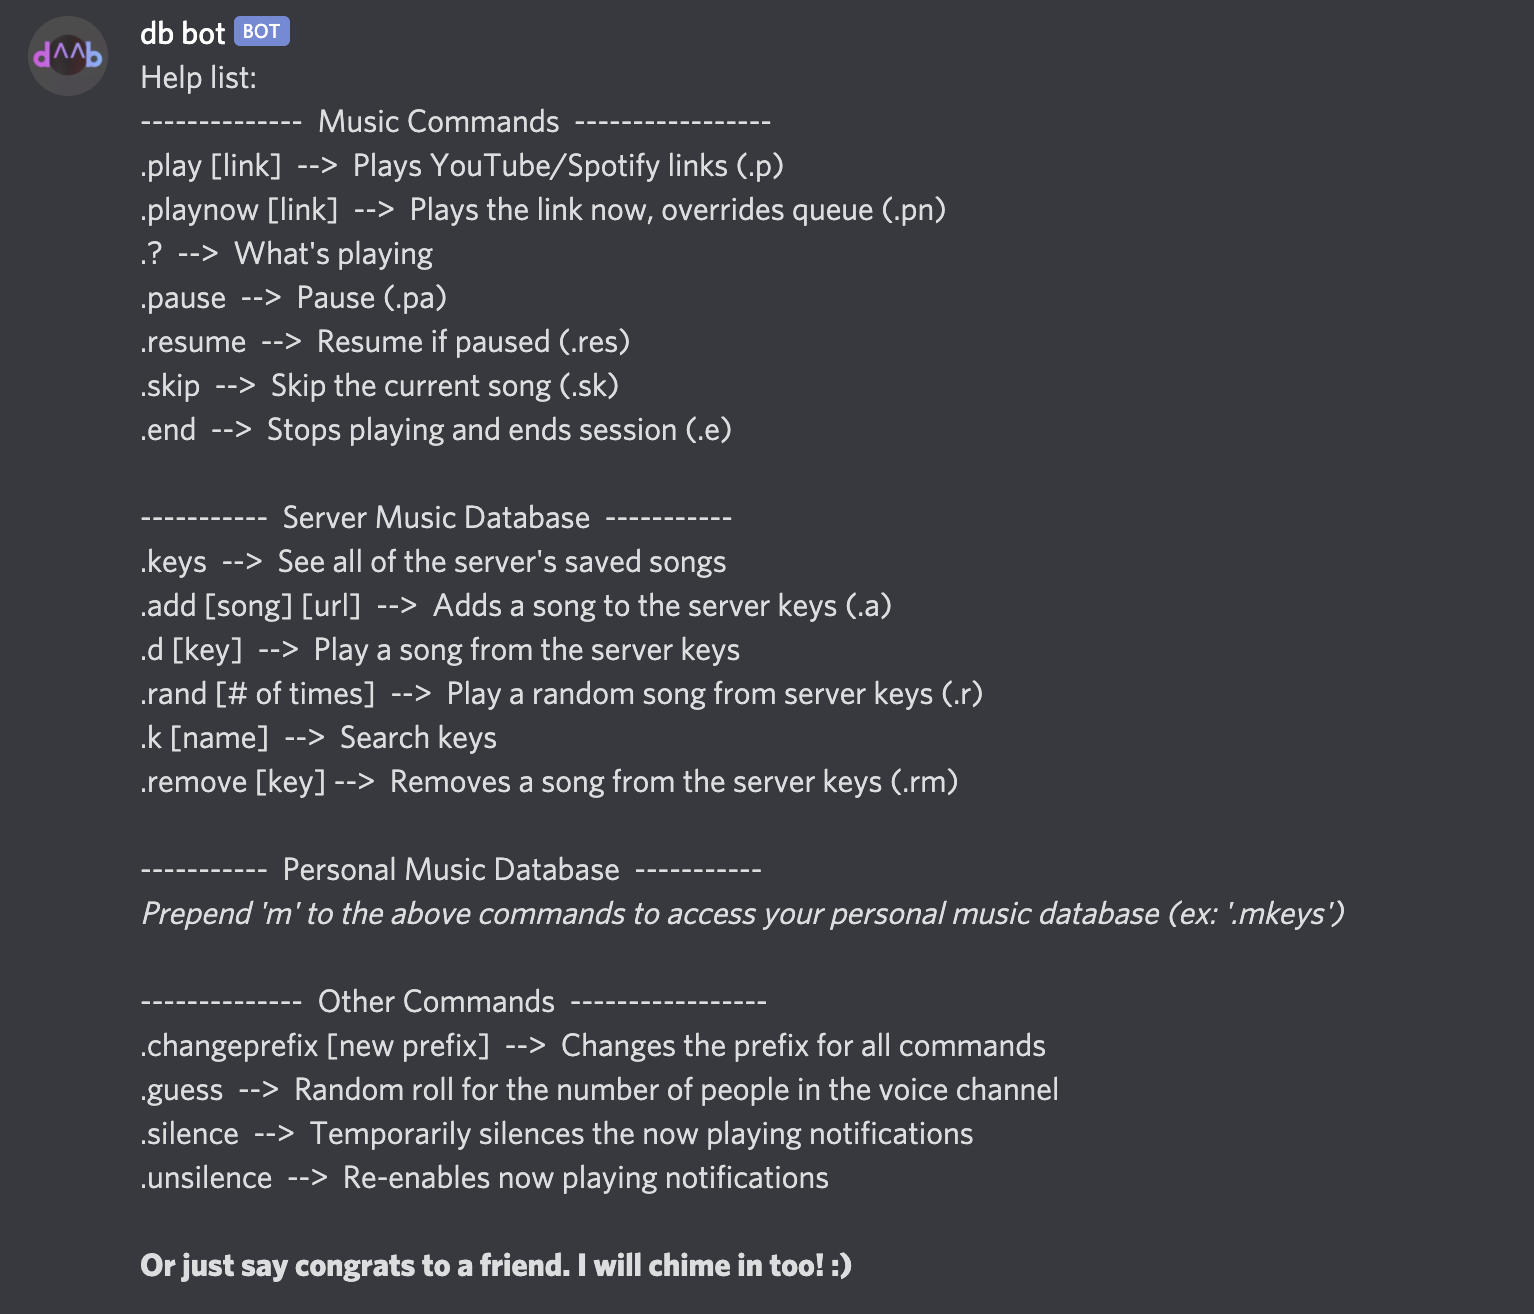 d^^b
db bot BOT
Help list:
-------------- Music Commands -----------------
.play [link] --> Plays YouTube/Spotify links (.p)
.playnow [link] --> Plays the link now, overrides queue (.pn)
.? --> What's playing
.pause --> Pause (.pa)
.resume --> Resume if paused (.res)
.skip --> Skip the current song (.sk)
.end --> Stops playing and ends session (.e)
----------- Server Music Database -----------
.keys --> See all of the server's saved songs
.add [song] [url] --> Adds a song to the server keys (.a)
.d [key] --> Play a song from the server keys
.rand [# of times] --> Play a random song from server keys (.r)
.k [name] --> Search keys
.remove [key] --> Removes a song from the server keys (.rm)
----------- Personal Music Database -----------
Prepend 'm' to the above commands to access your personal music database (ex: '.mkeys')
-------------- Other Commands -----------------
.changeprefix [new prefix] --> Changes the prefix for all commands
.guess --> Random roll for the number of people in the voice channel
.silence --> Temporarily silences the now playing notifications
.unsilence --> Re-enables now playing notifications
Or just say congrats to a friend. I will chime in too! :)